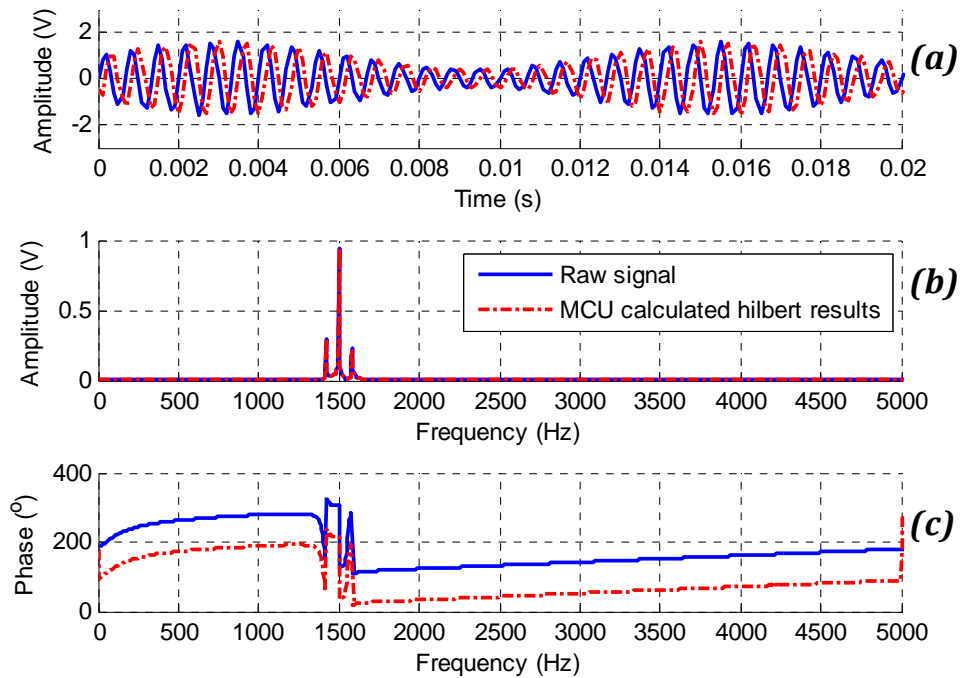 2
0
-2
Amplitude (V)
(a)
0 0.002 0.004 0.006 0.008 0.01 0.012 0.014 0.016 0.018 0.02
Time (s)
1
0.5
0
Amplitude (V)
Raw signal
MCU calculated hilbert results
(b)
0 500 1000 1500 2000 2500 3000 3500 4000 4500 5000
Frequency (Hz)
400
200
0
Phase (O)
(c)
0 500 1000 1500 2000 2500 3000 3500 4000 4500 5000
Frequency (Hz)